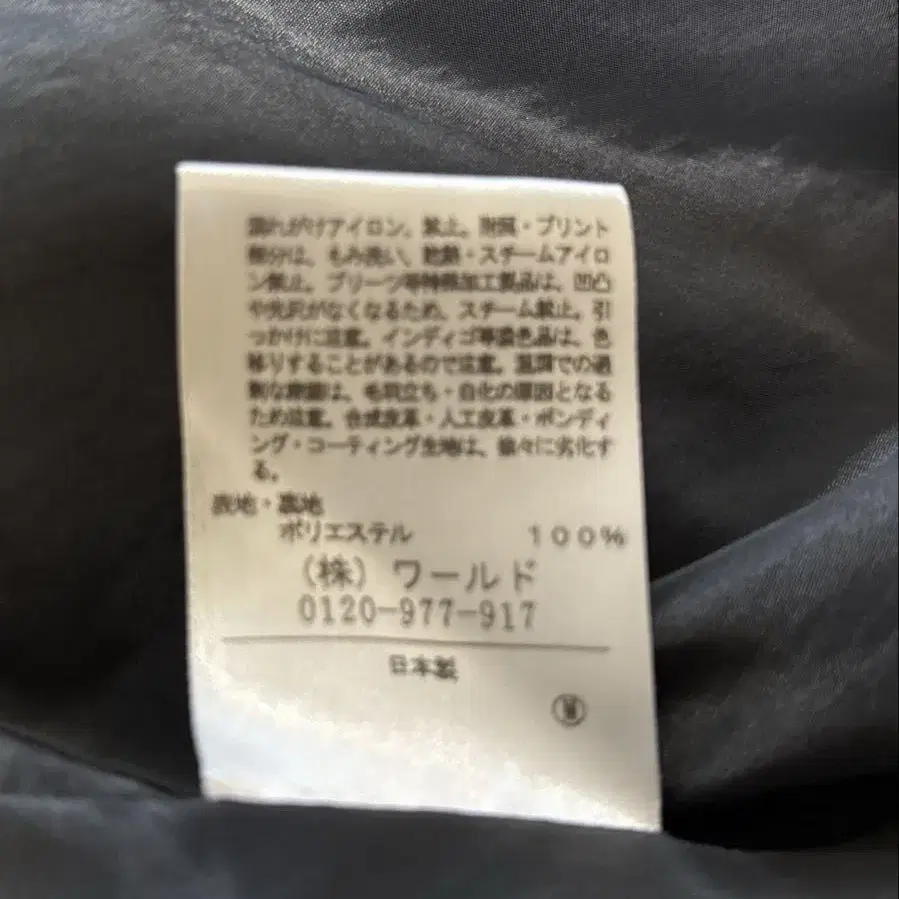 濡れがけアイロン、禁止。附属・プリント
部分は、もみ洗い、乾熱・スチームアイロ
ン禁止。プリーツ等特殊加工製品は、凹凸
や光沢がなくなるため、スチーム禁止。引
っかけに注意。インディゴ等濃色品は、色
移りすることがあるので注意。湿潤での過
剰な摩擦は、毛羽立ち・白化の原因となる
ため注意。合成皮革・人工皮革・ボンディ
ング・コーティング生地は、徐々に劣化す
る。
表地・裏地
ポリエステル 100%
(株)ワールド
0120-977-917
日本製